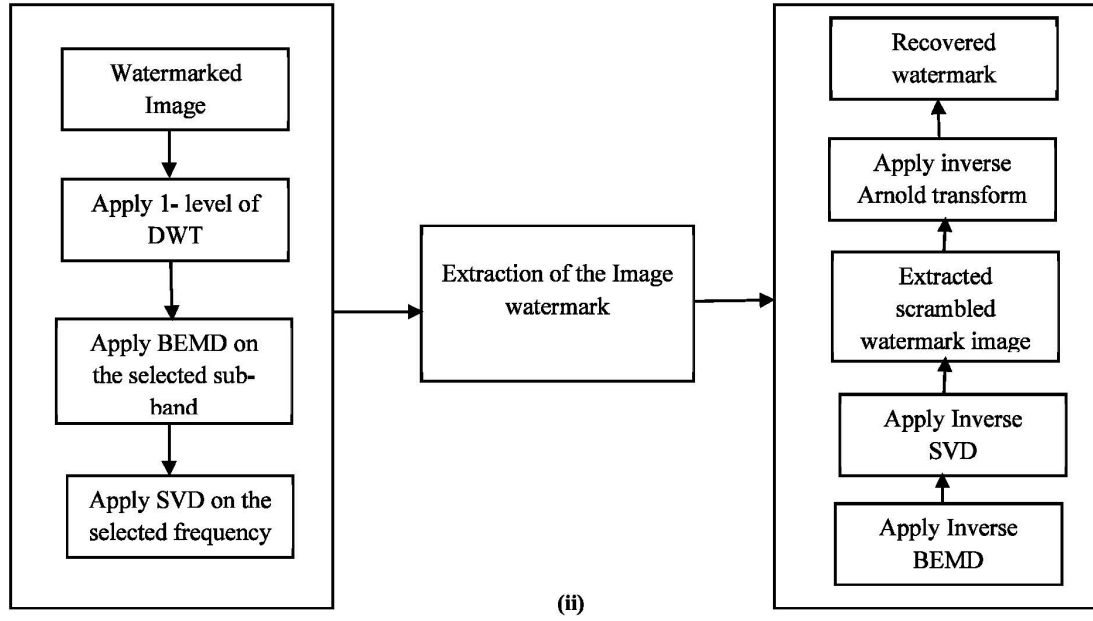 Watermarked
Image
Apply 1- level of
DWT
Apply BEMD on
the selected sub-
band
Apply SVD on the
selected frequency
Extraction of the Image
watermark
Recovered
watermark
Apply inverse
Arnold transform
Extracted
scrambled
watermark image
Apply Inverse
SVD
Apply Inverse
BEMD
(ii)